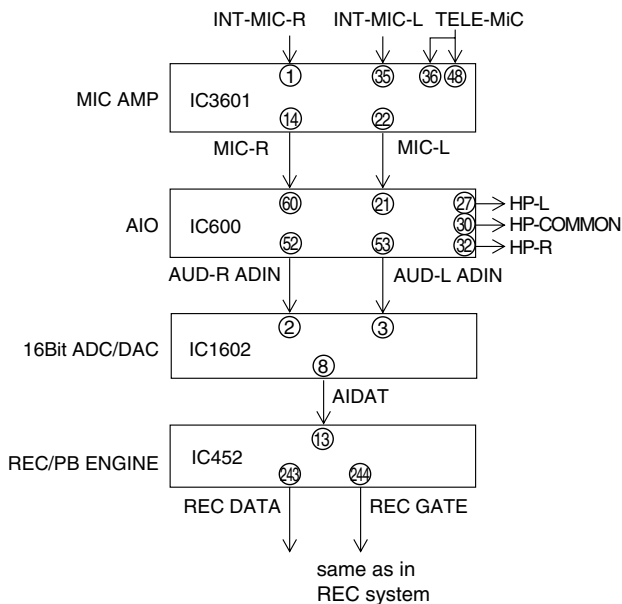 INT-MIC-R INT-MIC-L TELE-MiC
1 35 36 48
MIC AMP IC3601
14 22
MIC-R MIC-L
60 21 27 HP-L
AIO IC600 30 HP-COMMON
52 53 32 HP-R
AUD-R ADIN AUD-L ADIN
2 3
16Bit ADC/DAC IC1602
8
AIDAT
13
REC/PB ENGINE IC452
243 244
REC DATA REC GATE
same as in
REC system